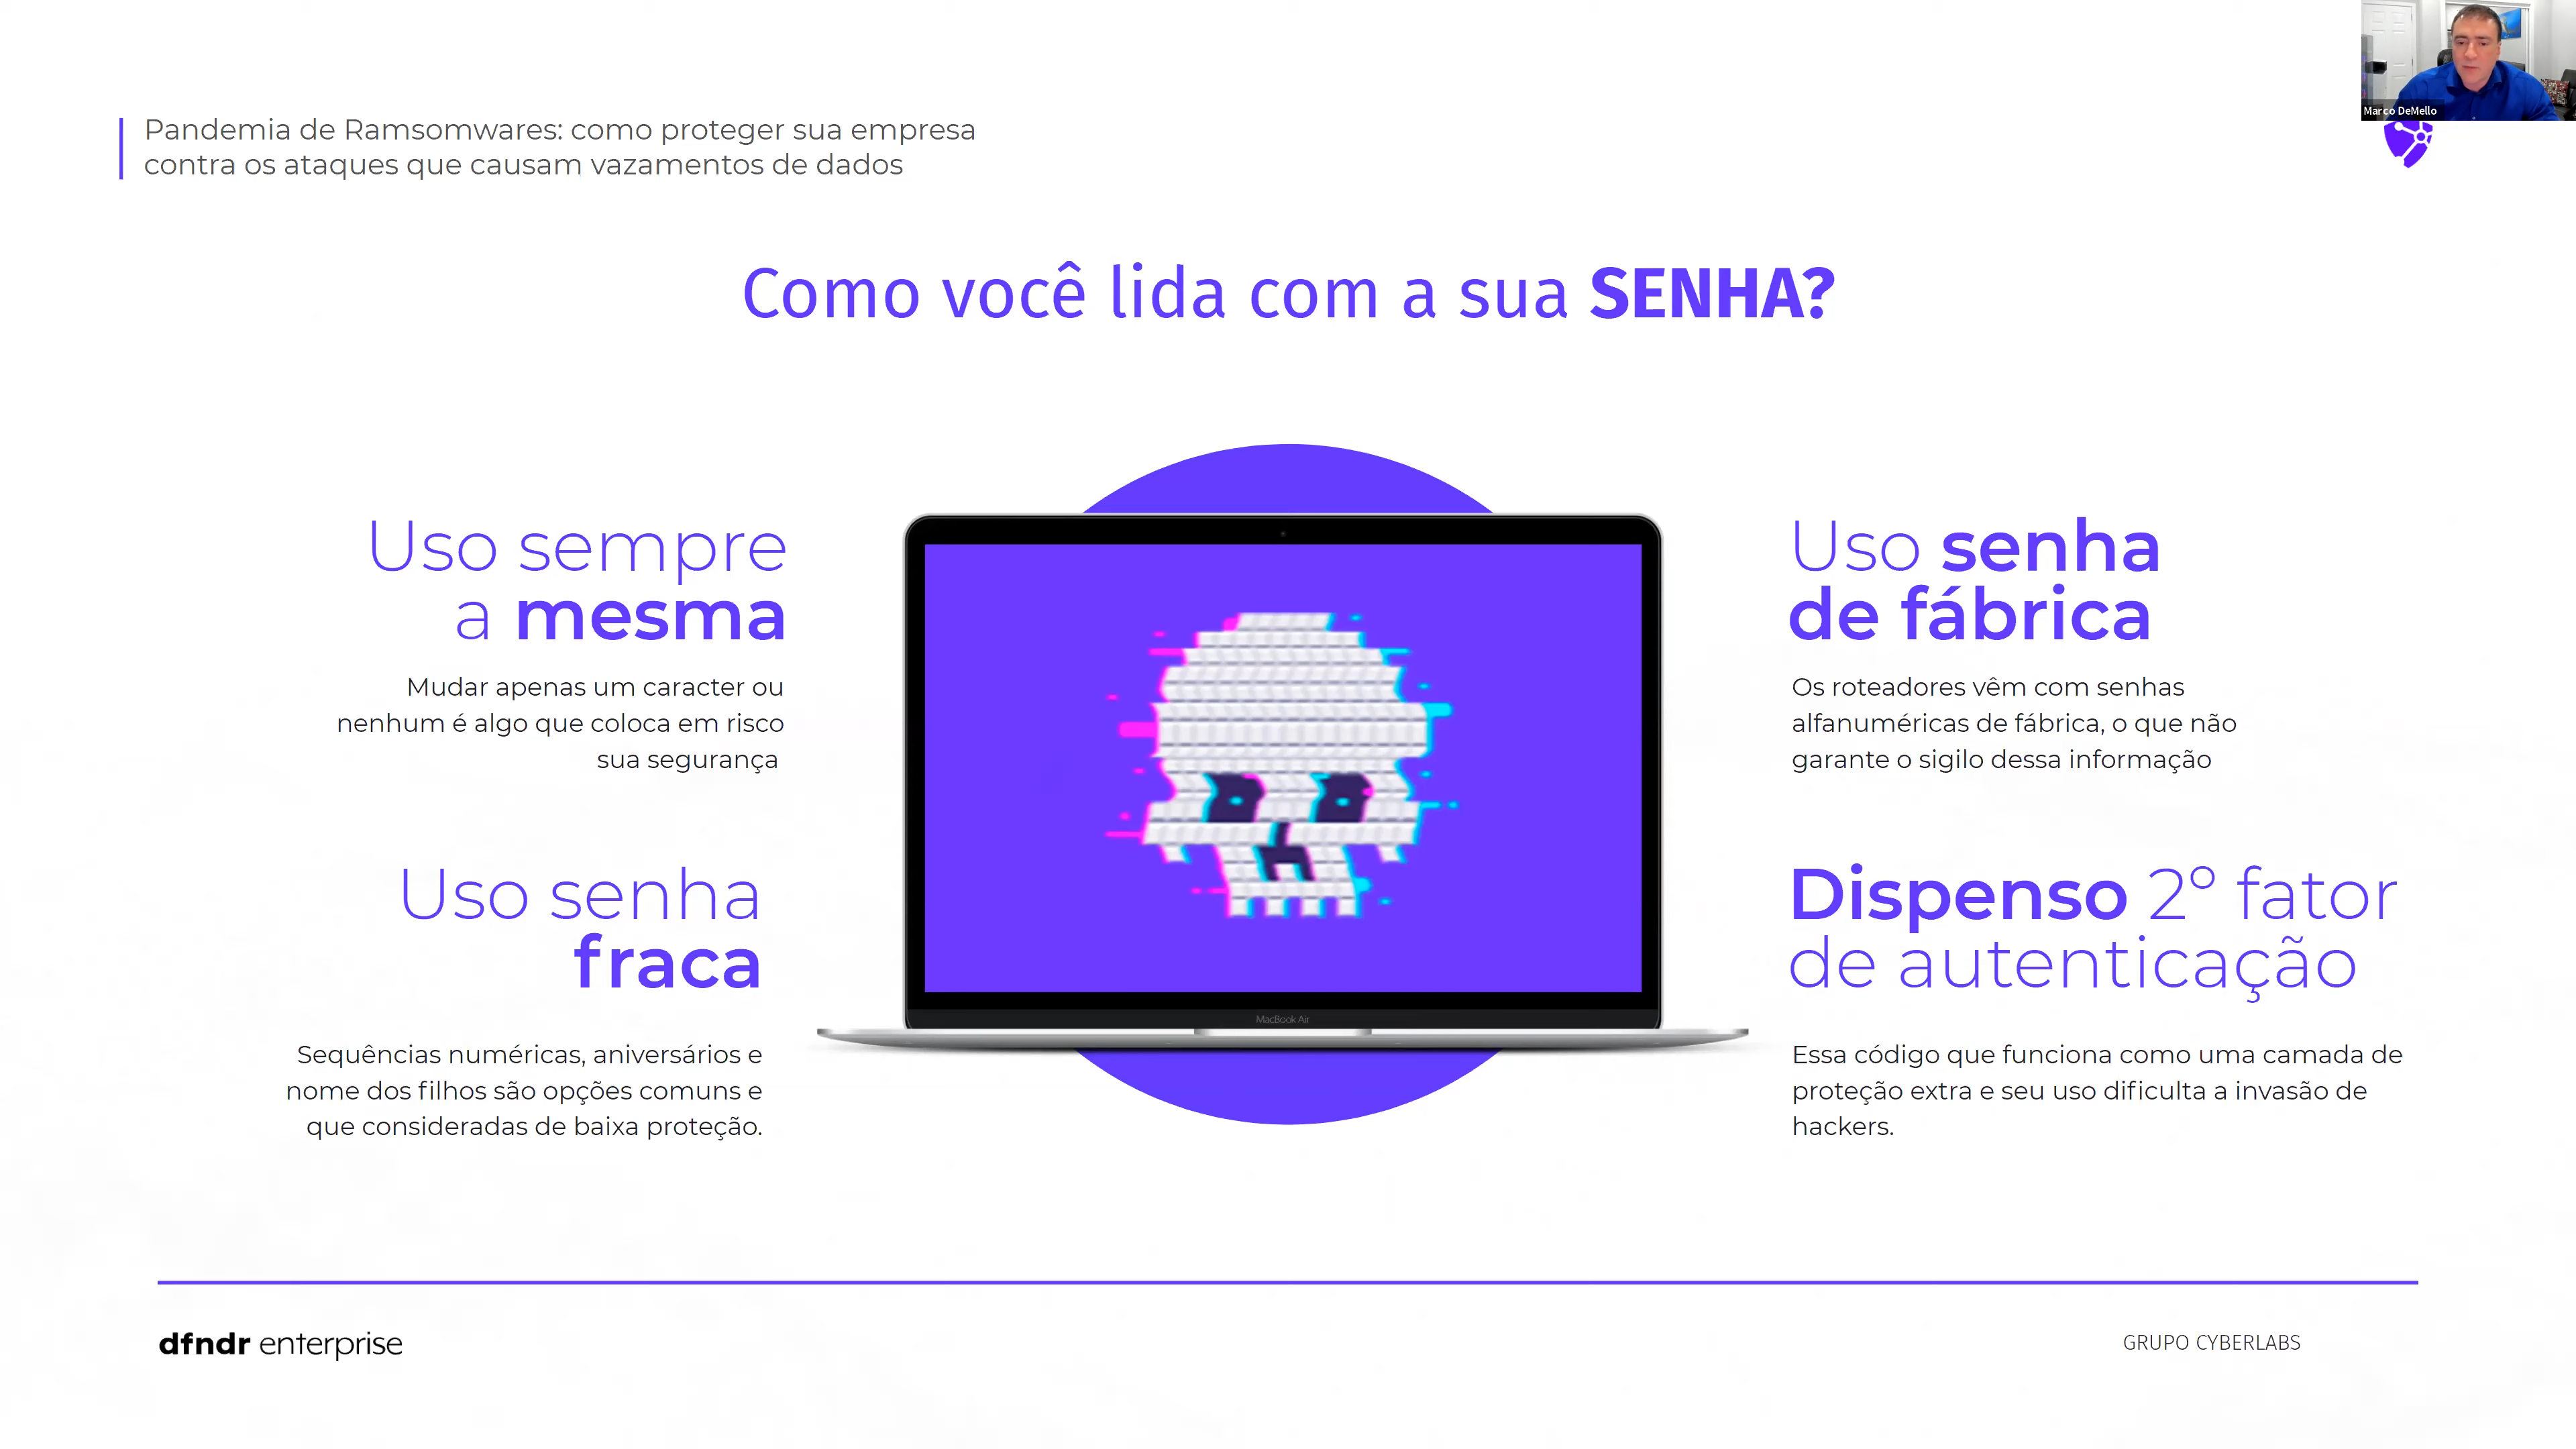 Marco DeMello
Pandemia de Ramsomwares: como proteger sua empresa
contra os ataques que causam vazamentos de dados
Como você lida com a sua SENHA?
Uso sempre
a mesma
Mudar apenas um caracter ou
nenhum é algo que coloca em risco
sua segurança
Uso senha
fraca
Sequências numéricas, aniversários e
nome dos filhos são opções comuns e
que consideradas de baixa proteção.
MacBook Air
Uso senha
de fábrica
Os roteadores vêm com senhas
alfanuméricas de fábrica, o que não
garante o sigilo dessa informação
Dispenso 2º fator
de autenticação
Essa código que funciona como uma camada de
proteção extra e seu uso dificulta a invasão de
hackers.
dfndr enterprise
GRUPO CYBERLABS